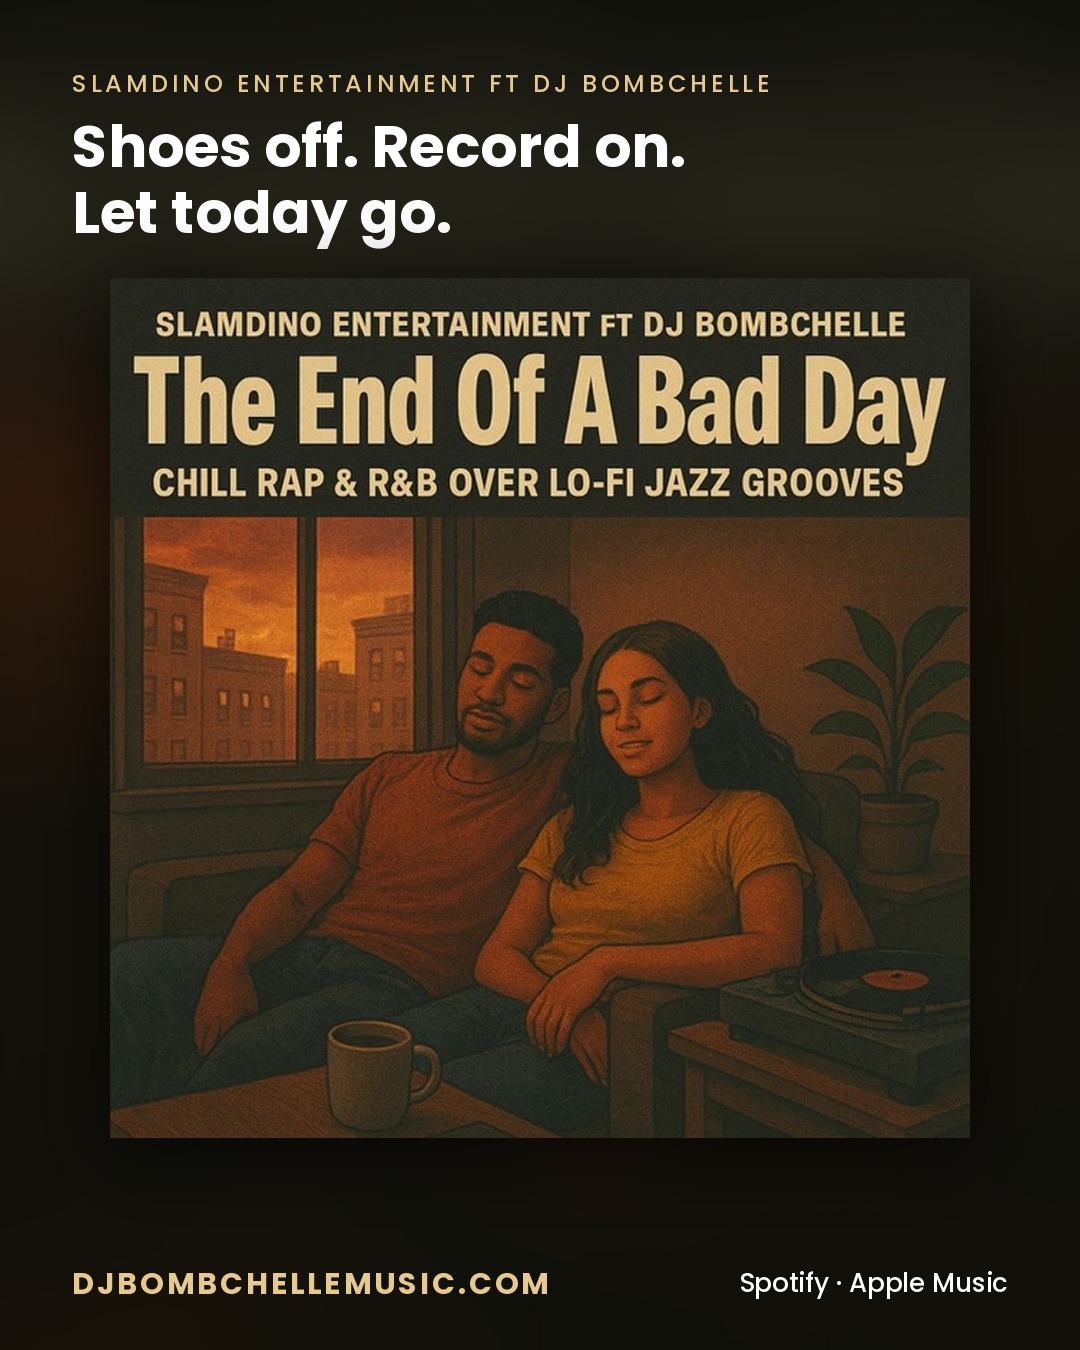 SLAMDINO ENTERTAINMENT FT DJ BOMBCHELLE
Shoes off. Record on.
Let today go.
SLAMDINO ENTERTAINMENT FT DJ BOMBCHELLE
The End Of A Bad Day
CHILL RAP & R&B OVER LO-FI JAZZ GROOVES
DJBOMBCHELLEMUSIC.COM
Spotify · Apple Music